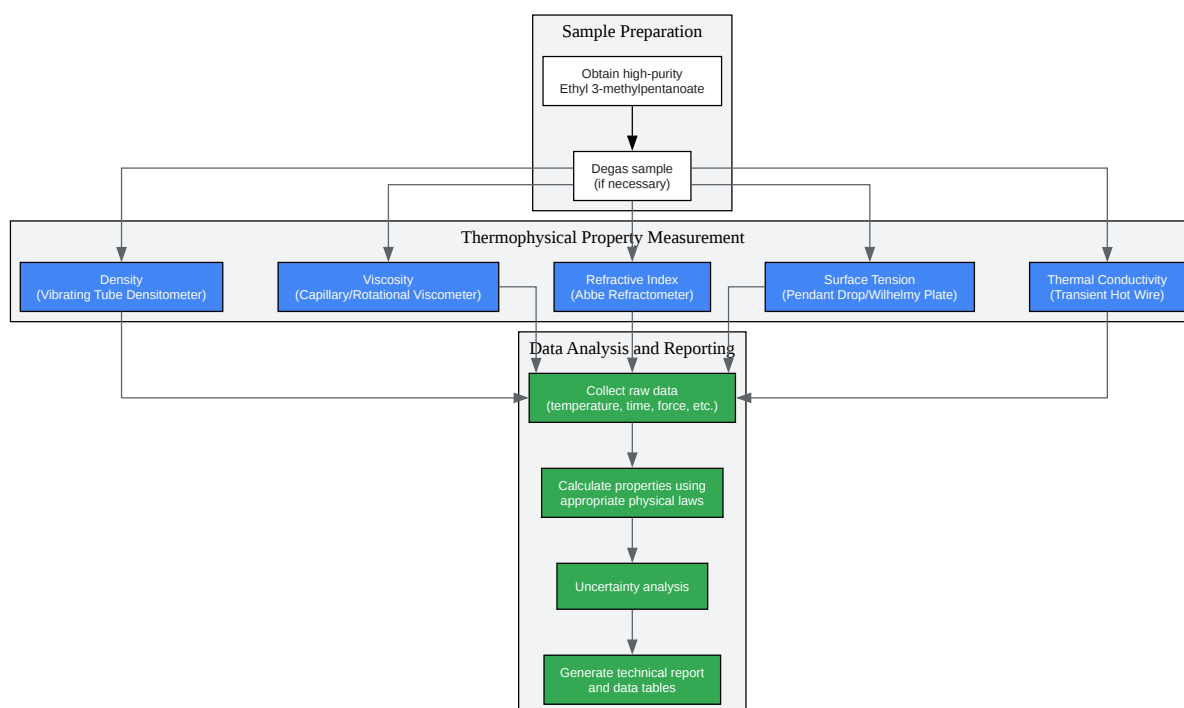 Sample Preparation
Obtain high-purity
Ethyl 3-methylpentanoate
Degas sample
(if necessary)
Thermophysical Property Measurement
Density
(Vibrating Tube Densitometer)
Viscosity
(Capillary/Rotational Viscometer)
Refractive Index
(Abbe Refractometer)
Surface Tension
(Pendant Drop/Wilhelmy Plate)
Thermal Conductivity
(Transient Hot Wire)
Data Analysis and Reporting
Collect raw data
(temperature, time, force, etc.)
Calculate properties using
appropriate physical laws
Uncertainty analysis
Generate technical report
and data tables